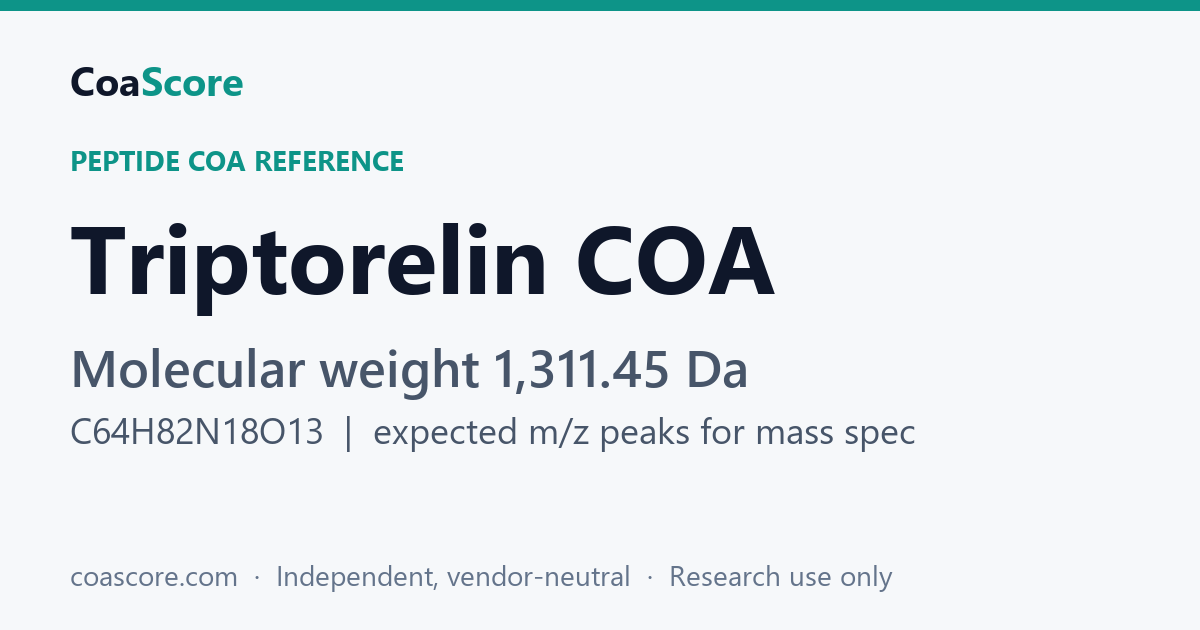 CoaScore
PEPTIDE COA REFERENCE
Triptorelin COA
Molecular weight 1,311.45 Da
C64H82N18O13 | expected m/z peaks for mass spec
coascore.com · Independent, vendor-neutral · Research use only